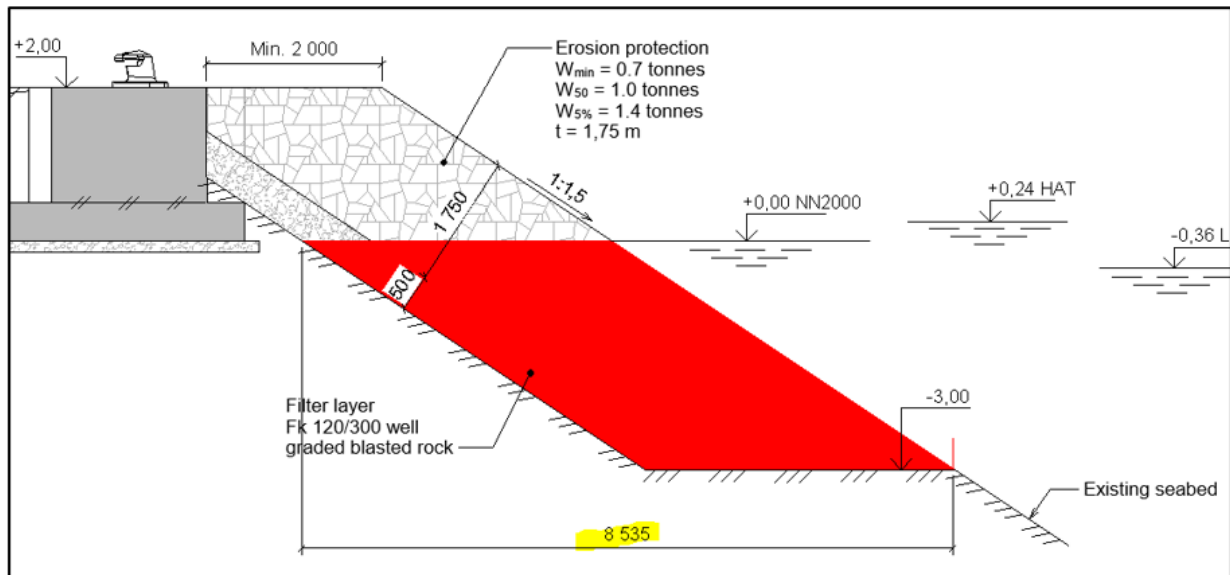 +2,00
Min. 2 000
Erosion protection
Wmin = 0.7 tonnes
W50 = 1.0 tonnes
W5% = 1.4 tonnes
t = 1,75 m
1:1,5
1 750
500
+0,00 NN2000
+0,24 HAT
-0,36 L
-3,00
Filter layer
Fk 120/300 well
graded blasted rock
Existing seabed
8 535